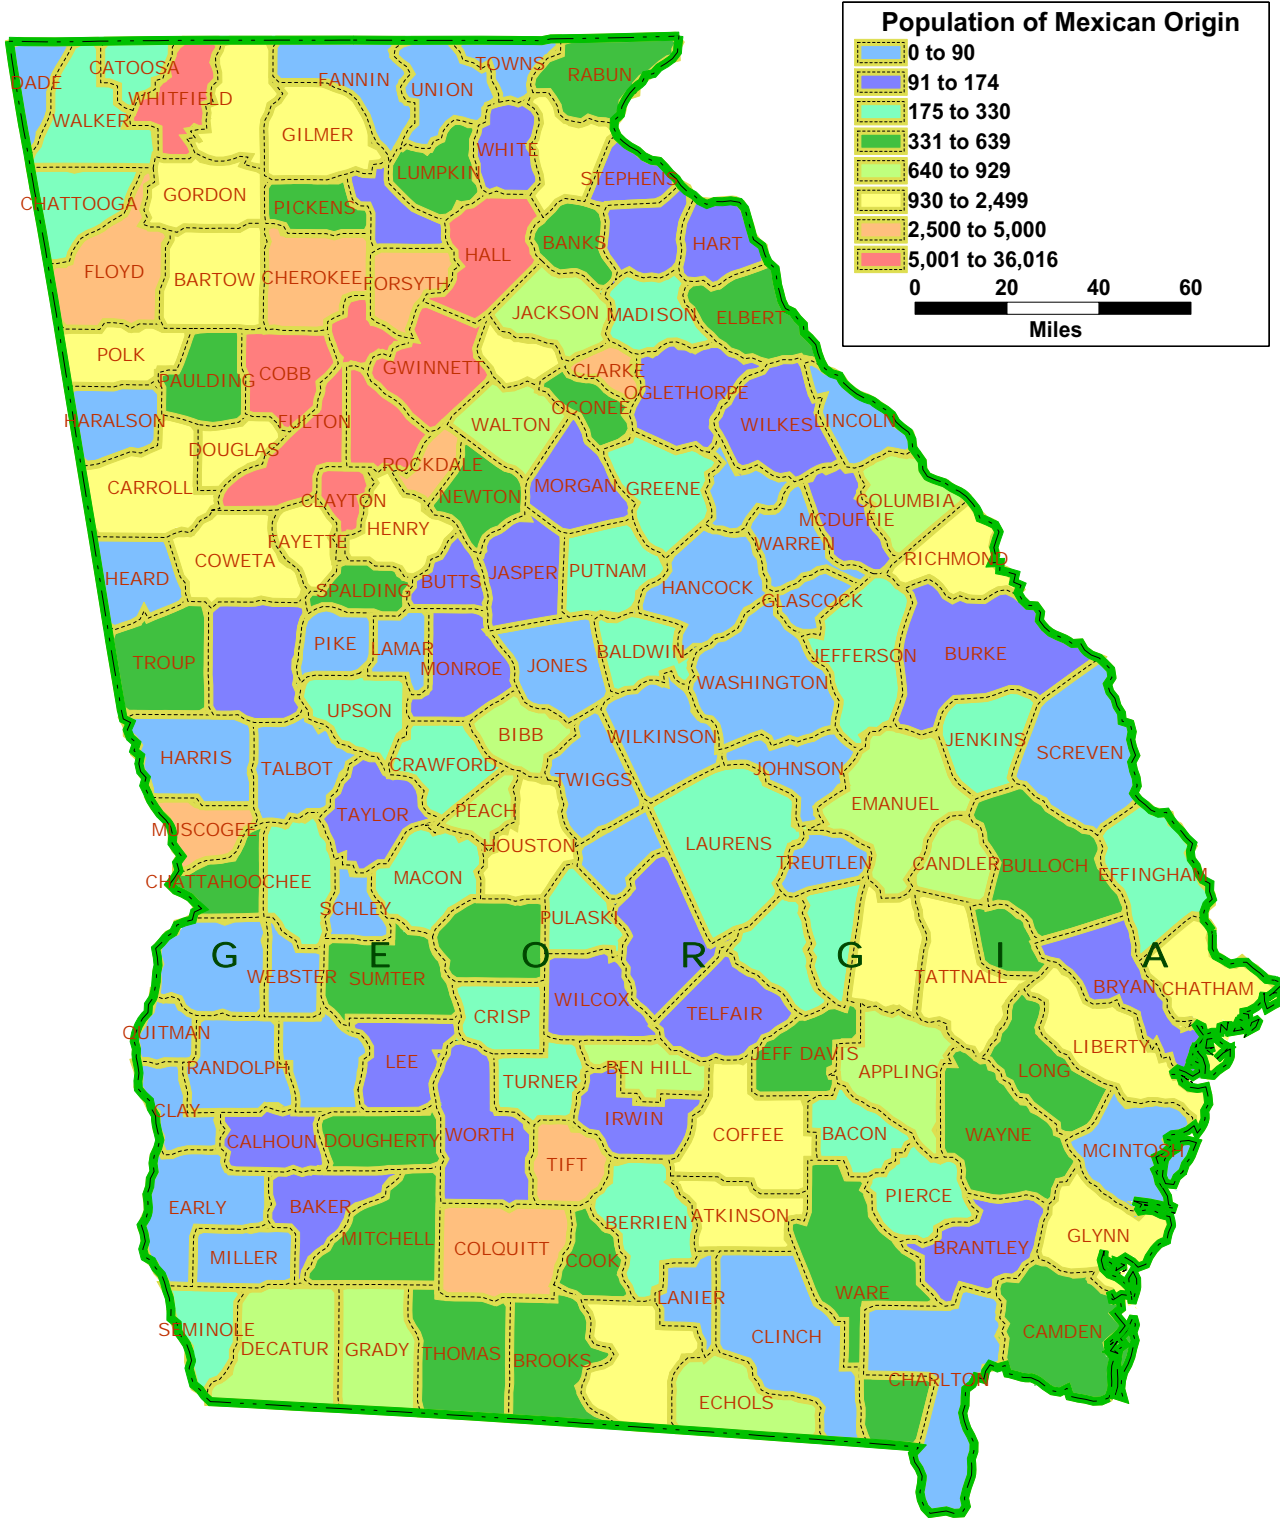 Population of Mexican Origin
0 to 90
91 to 174
175 to 330
331 to 639
640 to 929
930 to 2,499
2,500 to 5,000
5,001 to 36,016
0 20 40 60
Miles
DADE
CATOOSA
WHITFIELD
WALKER
FANNIN
UNION
TOWNS
RABUN
GILMER
WHITE
LUMPKIN
STEPHENS
CHATTOOGA
GORDON
PICKENS
HALL
BANKS
HART
FLOYD
BARTOW
CHEROKEE
FORSYTH
JACKSON
MADISON
ELBERT
POLK
PAULDING
COBB
GWINNETT
CLARKE
OGLETHORPE
HARALSON
FULTON
OCONEE
WALTON
WILKES
LINCOLN
DOUGLAS
ROCKDALE
CARROLL
CLAYTON
NEWTON
MORGAN
GREENE
COLUMBIA
MCDUFFIE
HENRY
FAYETTE
COWETA
WARREN
RICHMOND
HEARD
SPALDING
BUTTS
JASPER
PUTNAM
HANCOCK
GLASCOCK
TROUP
PIKE
LAMAR
MONROE
JONES
BALDWIN
WASHINGTON
JEFFERSON
BURKE
UPSON
BIBB
WILKINSON
JENKINS
SCREVEN
HARRIS
TALBOT
CRAWFORD
TWIGGS
JOHNSON
MUSCOGEE
TAYLOR
PEACH
HOUSTON
EMANUEL
LAURENS
TREUTLEN
CANDLER
BULLOCH
EFFINGHAM
CHATTAHOOCHEE
MACON
SCHLEY
PULASKI
G E O R G I A
WEBSTER
SUMTER
WILCOX
TATTNALL
BRYAN
CHATHAM
CRISP
TELFAIR
QUITMAN
RANDOLPH
LEE
TURNER
BEN HILL
JEFF DAVIS
APPLING
LONG
LIBERTY
CLAY
CALHOUN
DOUGHERTY
WORTH
IRWIN
COFFEE
BACON
WAYNE
MCINTOSH
TIFT
EARLY
BAKER
MITCHELL
BERRIEN
ATKINSON
PIERCE
MILLER
COLQUITT
COOK
BRANTLEY
GLYNN
LANIER
WARE
SEMINOLE
DECATUR
GRADY
THOMAS
BROOKS
CLINCH
CAMDEN
CHARLTON
ECHOLS